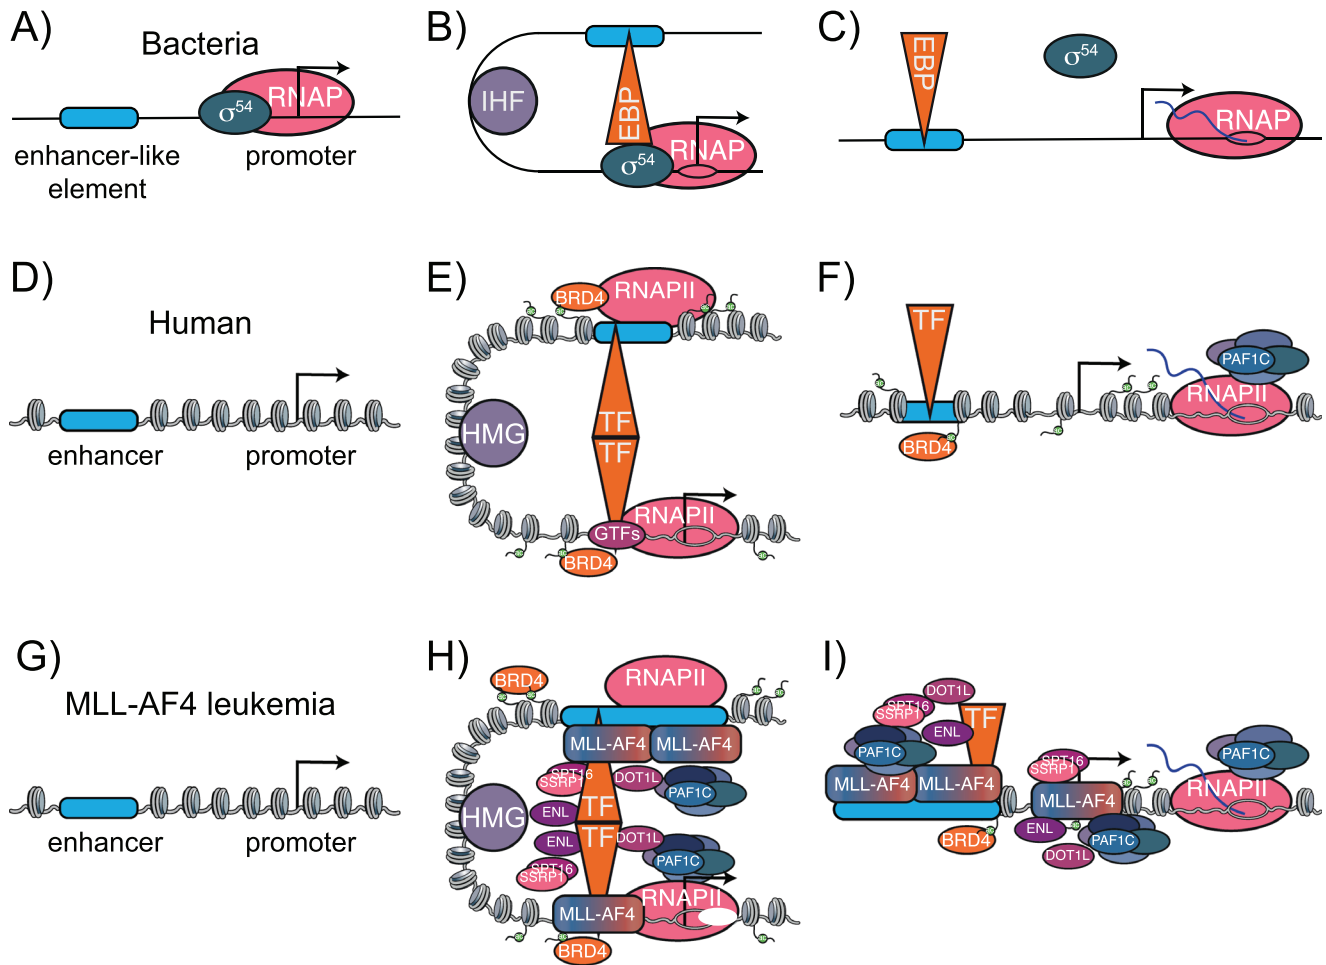 A)
Bacteria
σ54
RNAP
enhancer-like
element
promoter
B)
IHF
EBP
σ54
RNAP
C)
EBP
σ54
RNAP
D)
Human
enhancer
promoter
E)
BRD4
RNAPII
HMG
TF
TF
RNAPII
GTFs
BRD4
F)
TF
PAF1C
RNAPII
BRD4
G)
MLL-AF4 leukemia
enhancer
promoter
H)
BRD4
RNAPII
MLL-AF4
MLL-AF4
SPT16
SSRP1
DOT1L
PAF1C
HMG
TF
ENL
TF
ENL
DOT1L
PAF1C
SPT16
SSRP1
RNAPII
MLL-AF4
BRD4
I)
DOT1L
SPT16
SSRP1
ENL
TF
PAF1C
MLL-AF4
MLL-AF4
BRD4
SPT16
SSRP1
MLL-AF4
ENL
DOT1L
PAF1C
PAF1C
RNAPII